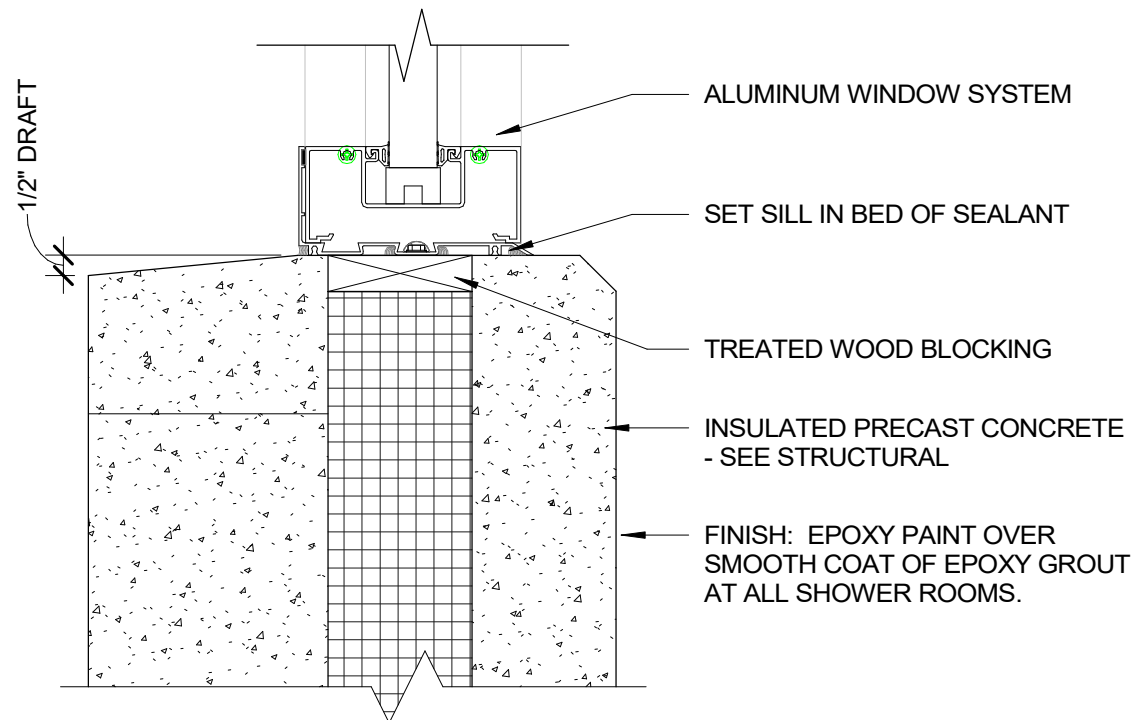 1/2" DRAFT
ALUMINUM WINDOW SYSTEM
SET SILL IN BED OF SEALANT
TREATED WOOD BLOCKING
INSULATED PRECAST CONCRETE
- SEE STRUCTURAL
FINISH: EPOXY PAINT OVER
SMOOTH COAT OF EPOXY GROUT
AT ALL SHOWER ROOMS.